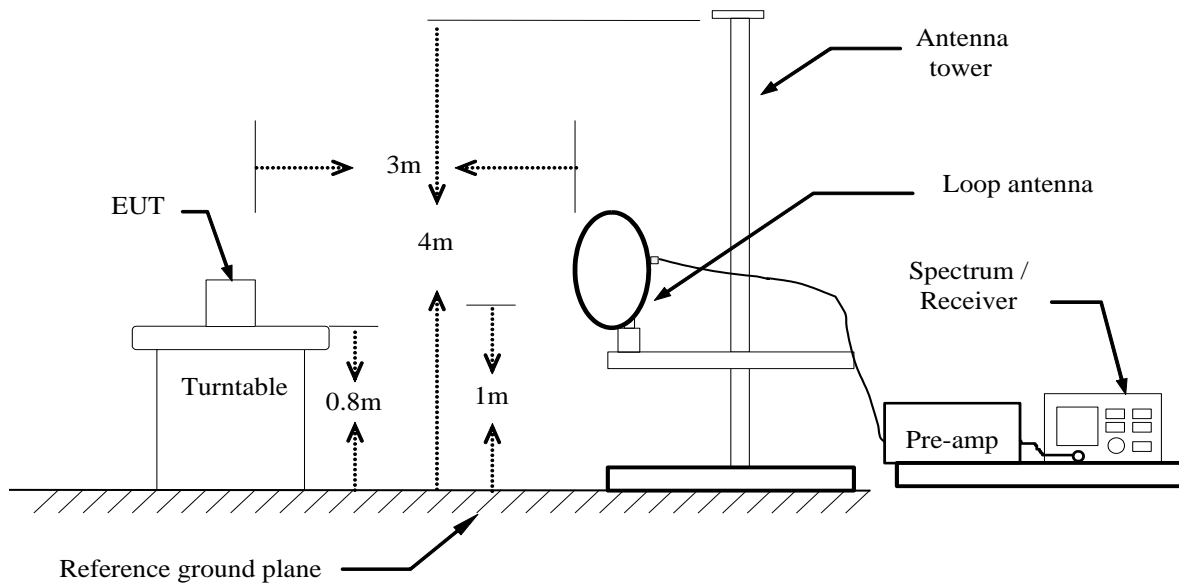 Antenna
tower
3m
Loop antenna
EUT
4m
Spectrum /
Receiver
Turntable
0.8m
1m
Pre-amp
Reference ground plane